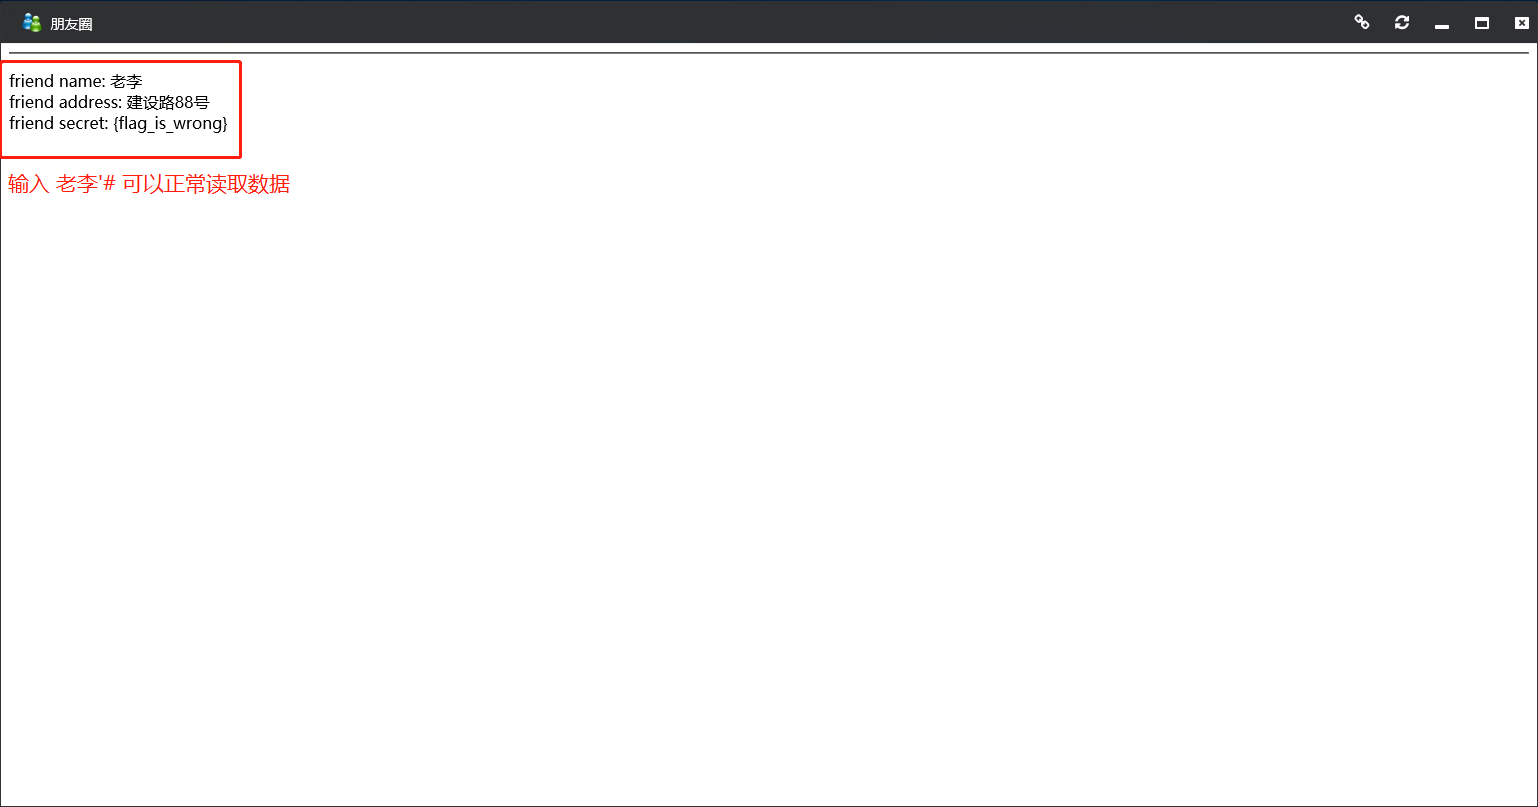 朋友圈
friend name: 老李
friend address: 建设路88号
friend secret: {flag_is_wrong}
输入 老李'# 可以正常读取数据